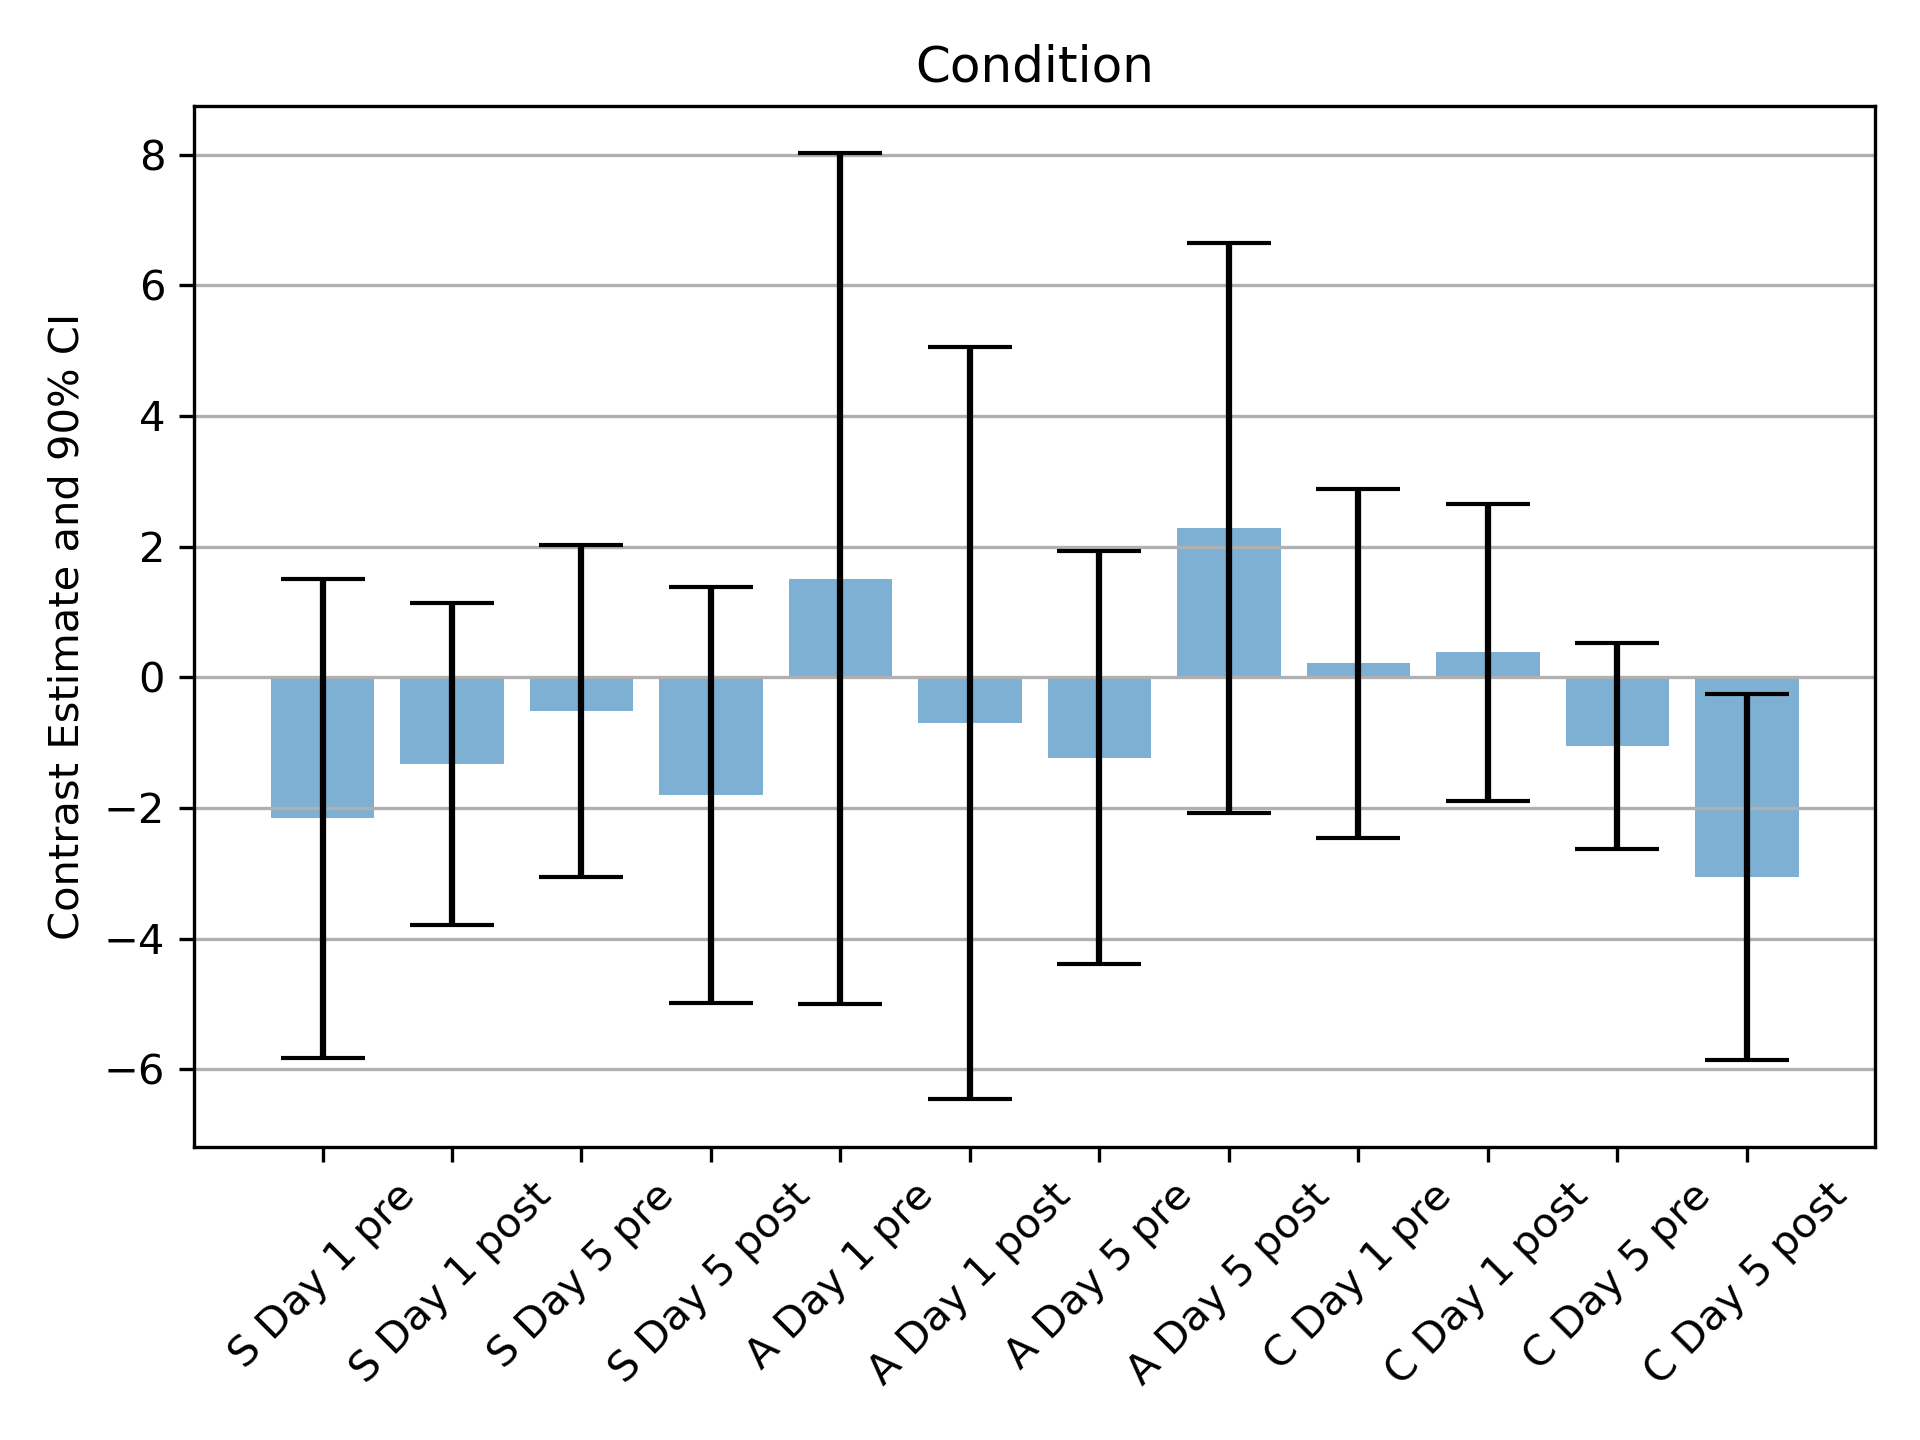 Condition
Contrast Estimate and 90% CI
8
6
4
2
0
−2
−4
−6
S Day 1 pre
S Day 1 post
S Day 5 pre
S Day 5 post
A Day 1 pre
A Day 1 post
A Day 5 pre
A Day 5 post
C Day 1 pre
C Day 1 post
C Day 5 pre
C Day 5 post